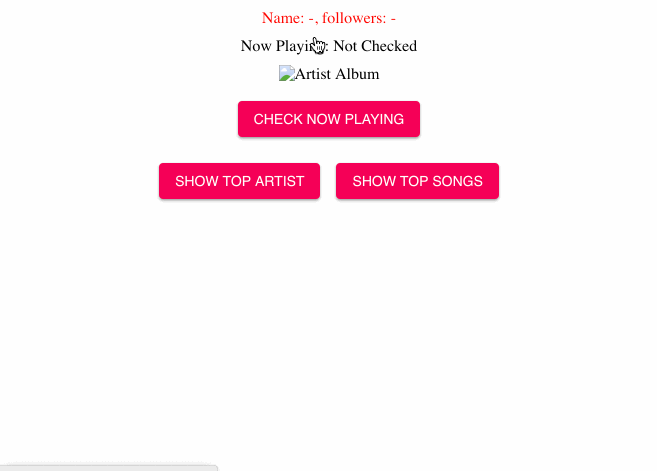 Name: -, followers: -
Now Playing: Not Checked
Artist Album
CHECK NOW PLAYING
SHOW TOP ARTIST
SHOW TOP SONGS